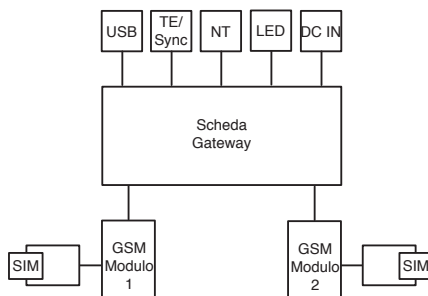 USB
TE/
Sync
NT
LED
DC IN
Scheda
Gateway
SIM
GSM
Modulo
1
GSM
Modulo
2
SIM